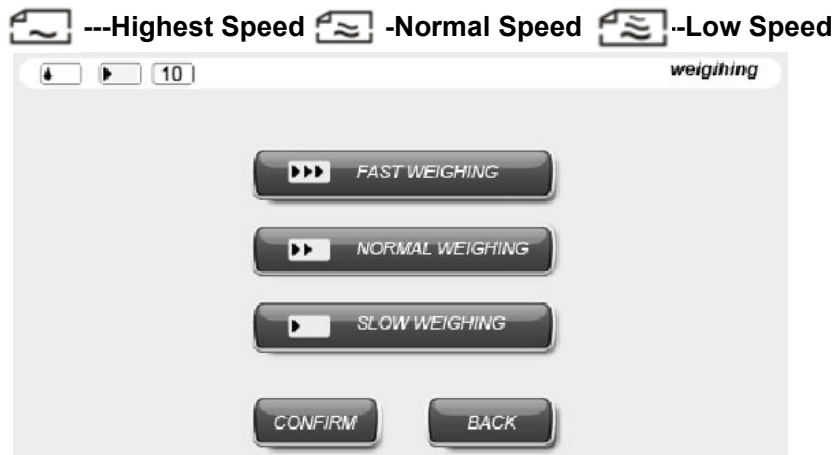 ---Highest Speed -Normal Speed --Low Speed
10 weigihing
FAST WEIGHING
NORMAL WEIGHING
SLOW WEIGHING
CONFIRM BACK